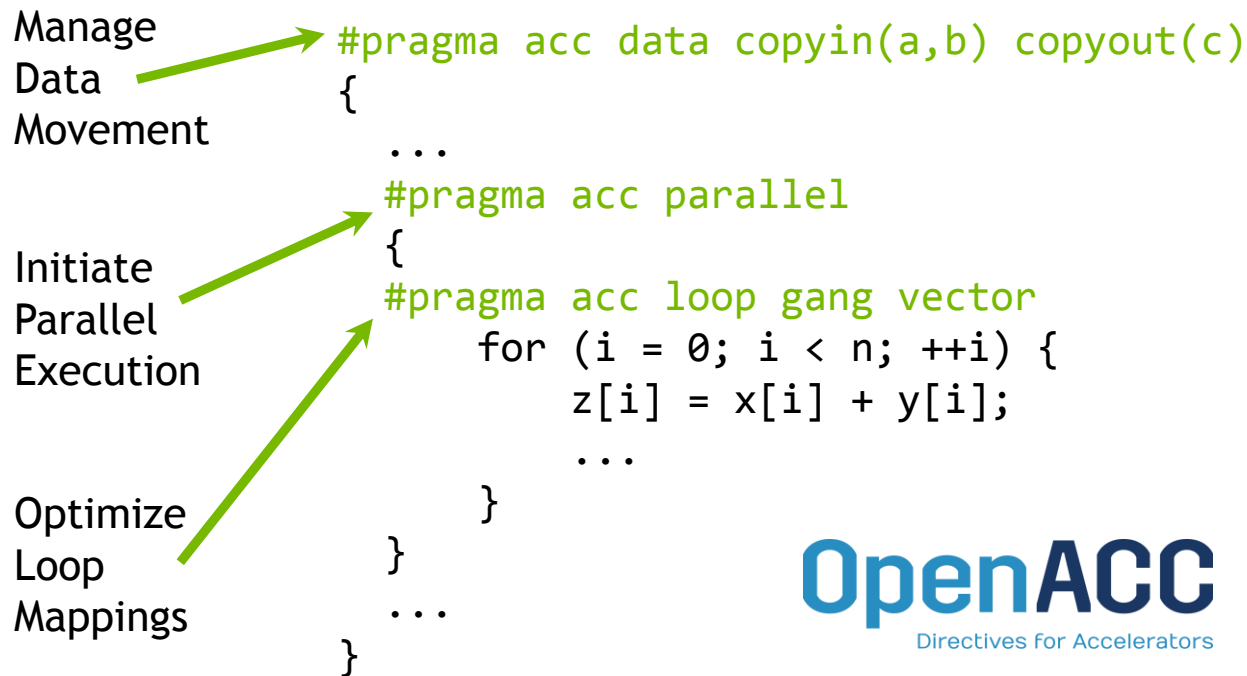 Manage
Data
Movement
Initiate
Parallel
Execution
Optimize
Loop
Mappings
#pragma acc data copyin(a,b) copyout(c)
{
...
#pragma acc parallel
{
#pragma acc loop gang vector
for (i = 0; i < n; ++i) {
z[i] = x[i] + y[i];
...
}
}
...
}
OpenACC
Directives for Accelerators